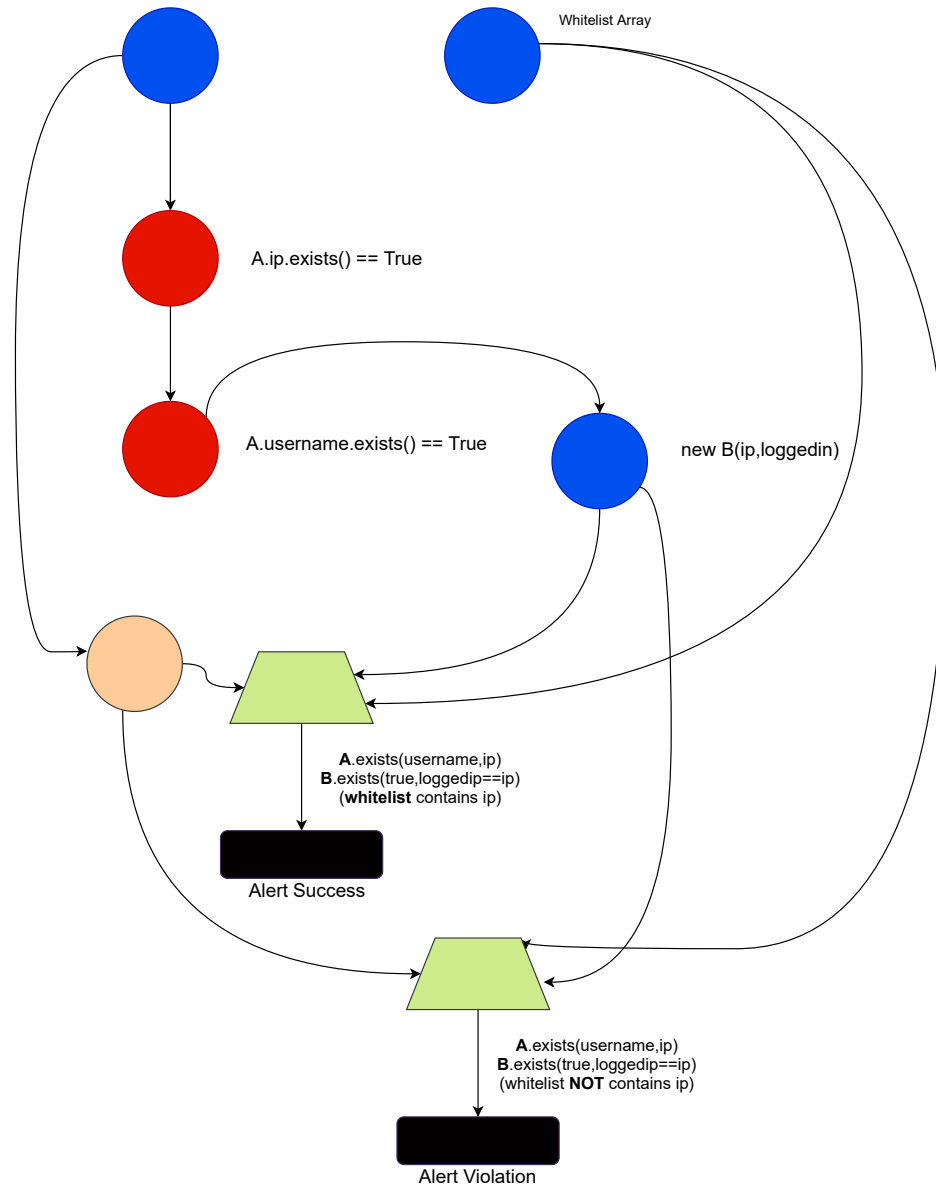 Whitelist Array
A.ip.exists() == True
A.username.exists() == True
new B(ip,loggedin)
A.exists(username,ip)
B.exists(true,loggedip==ip)
(whitelist contains ip)
Alert Success
A.exists(username,ip)
B.exists(true,loggedip==ip)
(whitelist NOT contains ip)
Alert Violation